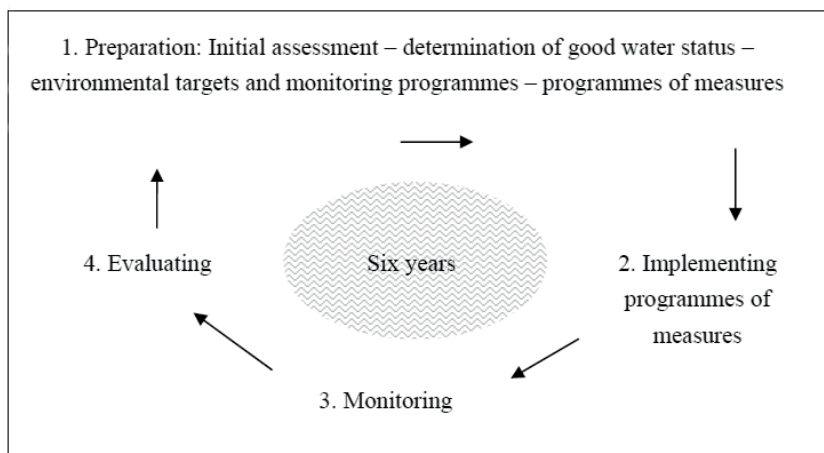 1. Preparation: Initial assessment – determination of good water status –
environmental targets and monitoring programmes – programmes of measures
4. Evaluating
Six years
2. Implementing
programmes of
measures
3. Monitoring